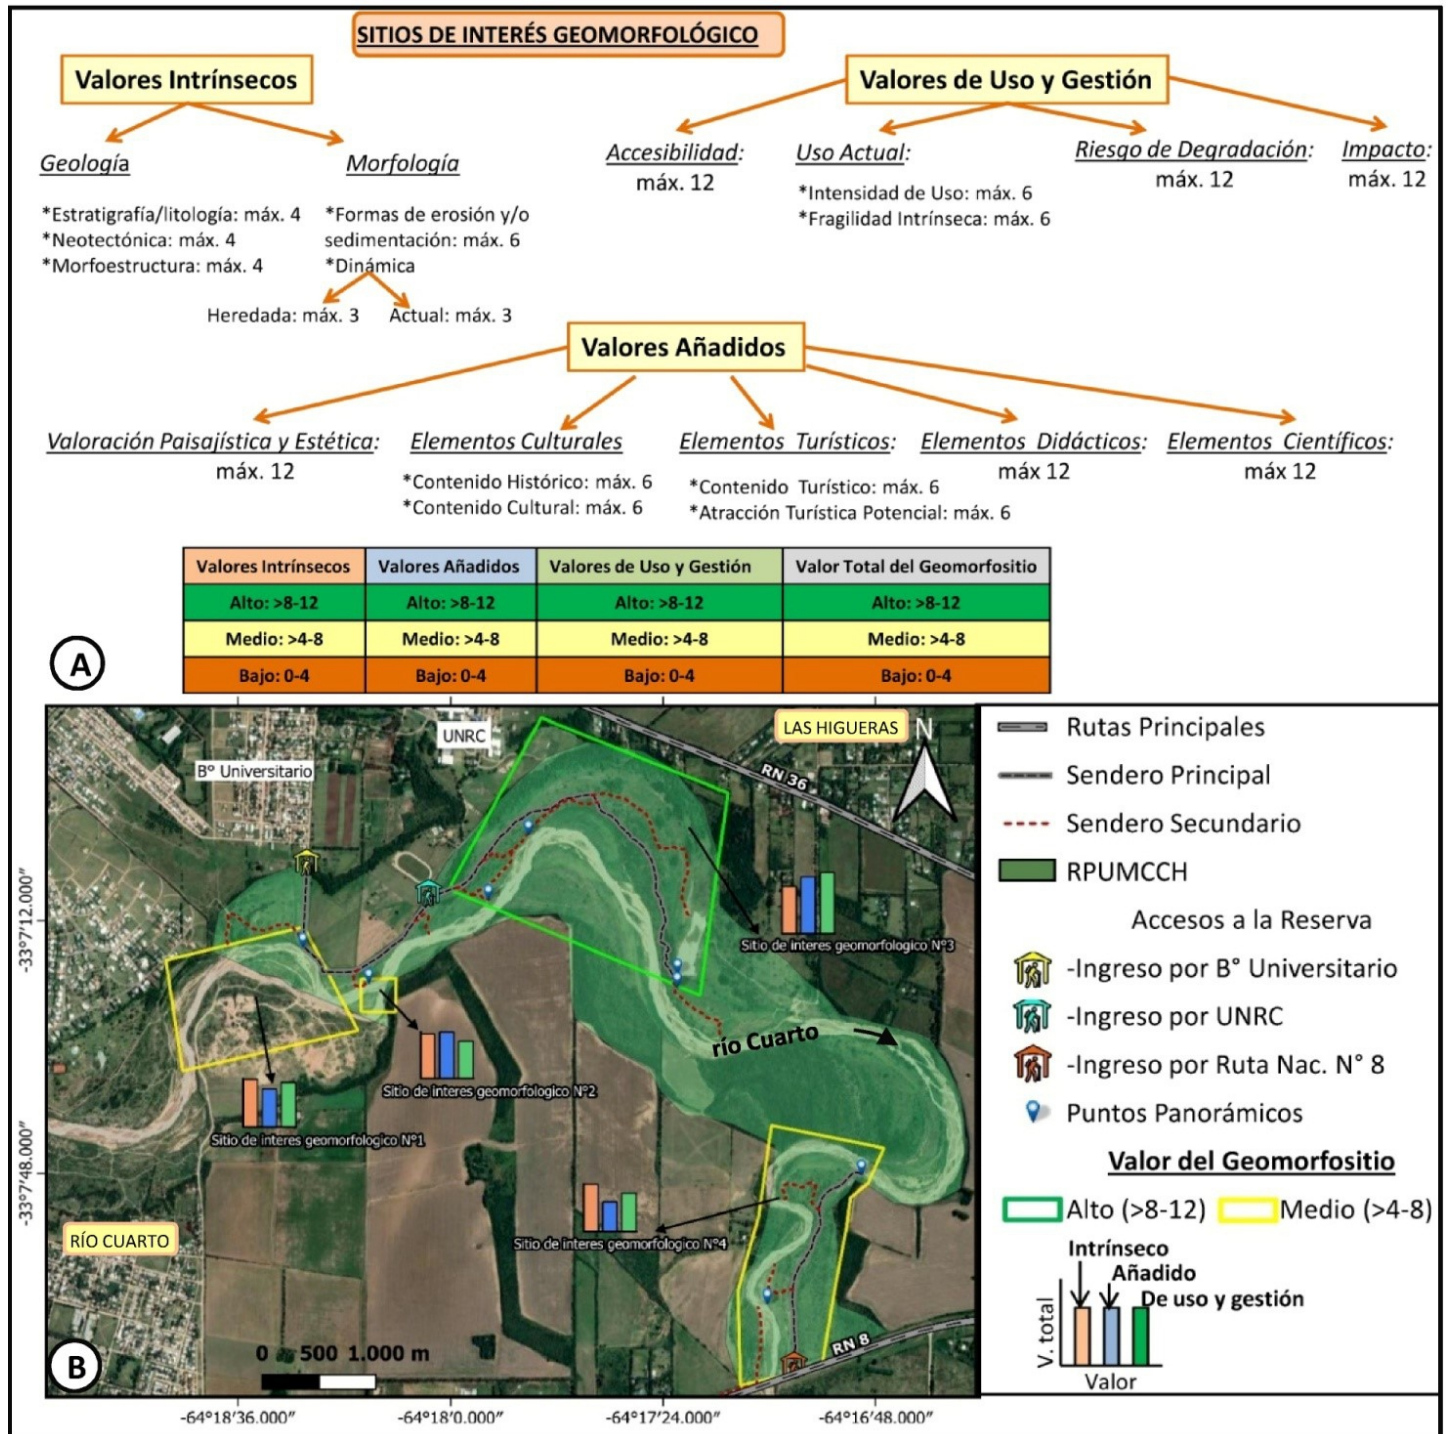 SITIOS DE INTERÉS GEOMORFOLÓGICO
Valores Intrínsecos
Geología
*Estratigrafía/litología: máx. 4
*Neotectónica: máx. 4
*Morfoestructura: máx. 4
Morfología
*Formas de erosión y/o
sedimentación: máx. 6
*Dinámica
Heredada: máx. 3
Actual: máx. 3
Valores de Uso y Gestión
Accesibilidad:
máx. 12
Uso Actual:
*Intensidad de Uso: máx. 6
*Fragilidad Intrínseca: máx. 6
Riesgo de Degradación:
máx. 12
Impacto:
máx. 12
Valores Añadidos
Valoración Paisajística y Estética:
máx. 12
Elementos Culturales
*Contenido Histórico: máx. 6
*Contenido Cultural: máx. 6
Elementos Turísticos:
*Contenido Turístico: máx. 6
*Atracción Turística Potencial: máx. 6
Elementos Didácticos:
máx 12
Elementos Científicos:
máx 12
Valores Intrínsecos Valores Añadidos Valores de Uso y Gestión Valor Total del Geomorfositio
Alto: >8-12 Alto: >8-12 Alto: >8-12 Alto: >8-12
Medio: >4-8 Medio: >4-8 Medio: >4-8 Medio: >4-8
Bajo: 0-4 Bajo: 0-4 Bajo: 0-4 Bajo: 0-4
A
UNRC
LAS HIGUERAS
N
B° Universitario
RN 36
Sitio de interes geomorfologico N°3
río Cuarto
Sitio de interes geomorfologico N°2
Sitio de interes geomorfologico N°1
Sitio de interes geomorfologico N°4
RÍO CUARTO
RN 8
0 500 1.000 m
B
-33°7'12.000"
-33°7'48.000"
-64°18'36.000"
-64°18'0.000"
-64°17'24.000"
-64°16'48.000"
Rutas Principales
Sendero Principal
Sendero Secundario
RPUMCCH
Accesos a la Reserva
-Ingreso por B° Universitario
-Ingreso por UNRC
-Ingreso por Ruta Nac. N° 8
Puntos Panorámicos
Valor del Geomorfositio
Alto (>8-12) Medio (>4-8)
Intrínseco
Añadido
De uso y gestión
V. total
Valor